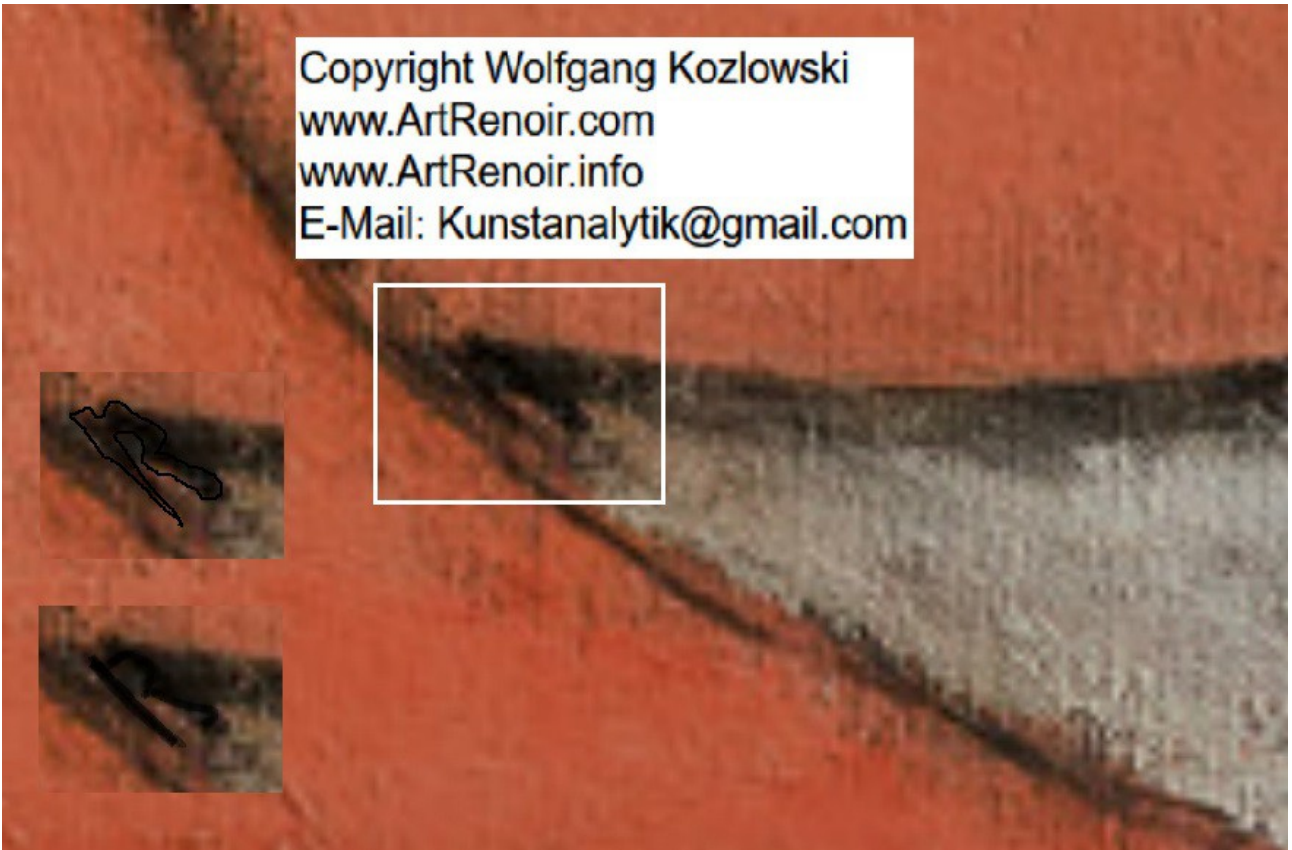 Copyright Wolfgang Kozlowski
www.ArtRenoir.com
www.ArtRenoir.info
E-Mail: Kunstanalytik@gmail.com